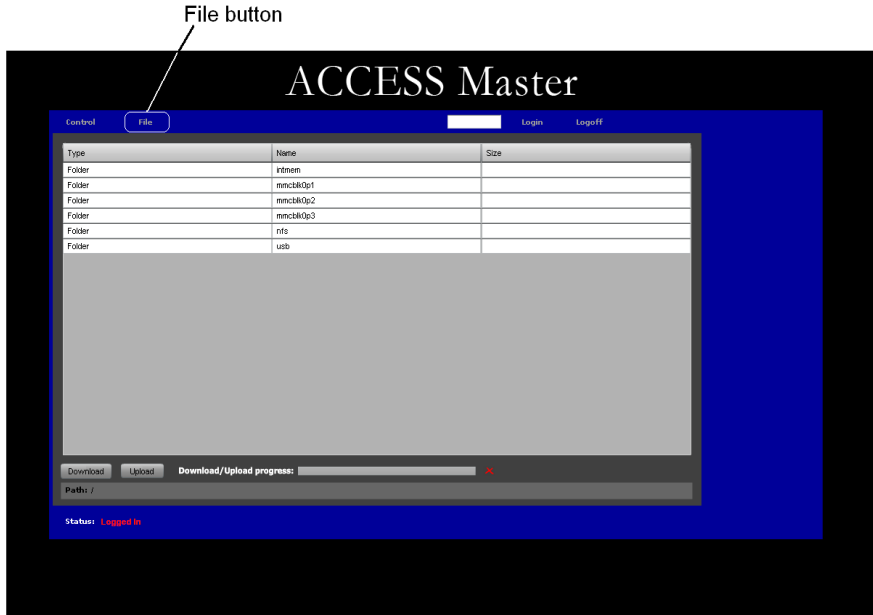 File button
ACCESS Master
Control File Login Logoff
Type Name Size
Folder intmem
Folder mmcblk0p1
Folder mmcblk0p2
Folder mmcblk0p3
Folder nfs
Folder usb
Download Upload Download/Upload progress:
Path: /
Status: Logged In